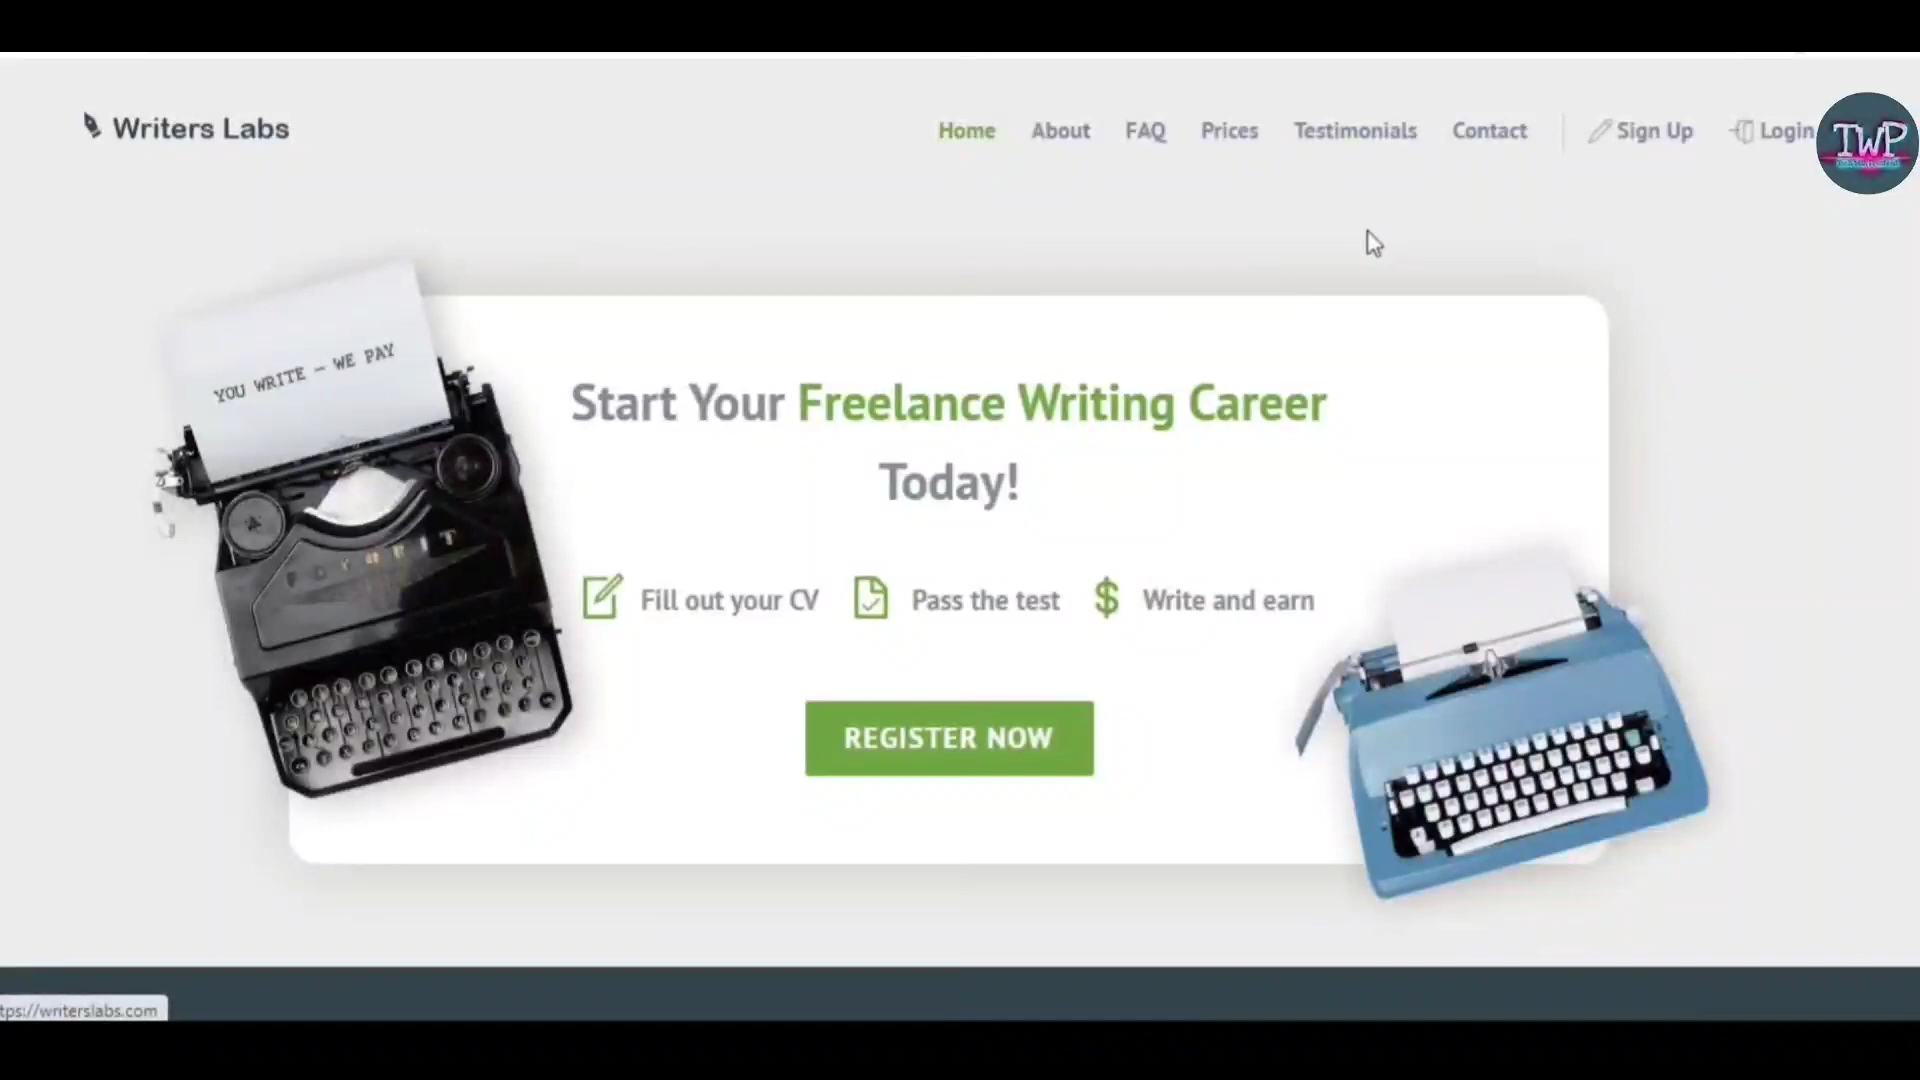 Writers Labs
Home About FAQ Prices Testimonials Contact Sign Up Login
TWP
YOU WRITE - WE PAY
Start Your Freelance Writing Career
Today!
Fill out your CV Pass the test Write and earn
REGISTER NOW
tps://writerslabs.com